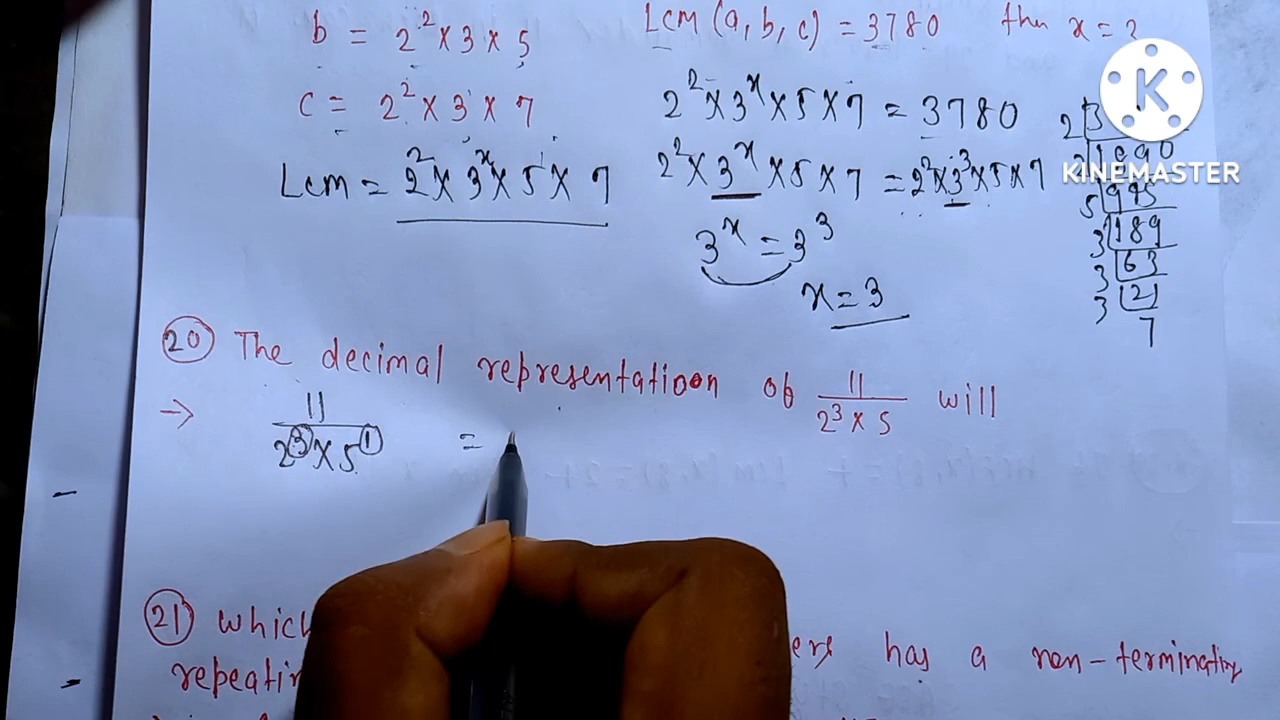 b = 2² × 3 × 5 Lcm (a, b, c) = 3780 then x = ?
c = 2² × 3 × 7 2² × 3ˣ × 5 × 7 = 3780
Lcm = 2² × 3ˣ × 5 × 7 2² × 3ˣ × 5 × 7 = 2² × 3³ × 5 × 7
3ˣ = 3³
x = 3
2 | 3
2 | 1890
5 | 945
3 | 189
3 | 63
3 | 21
7
K
KINEMASTER
20 The decimal representation of 11 / 2³ × 5 will
→ 11 / 2³ × 5¹ =
21 which ers has a non-terminating
repeatin